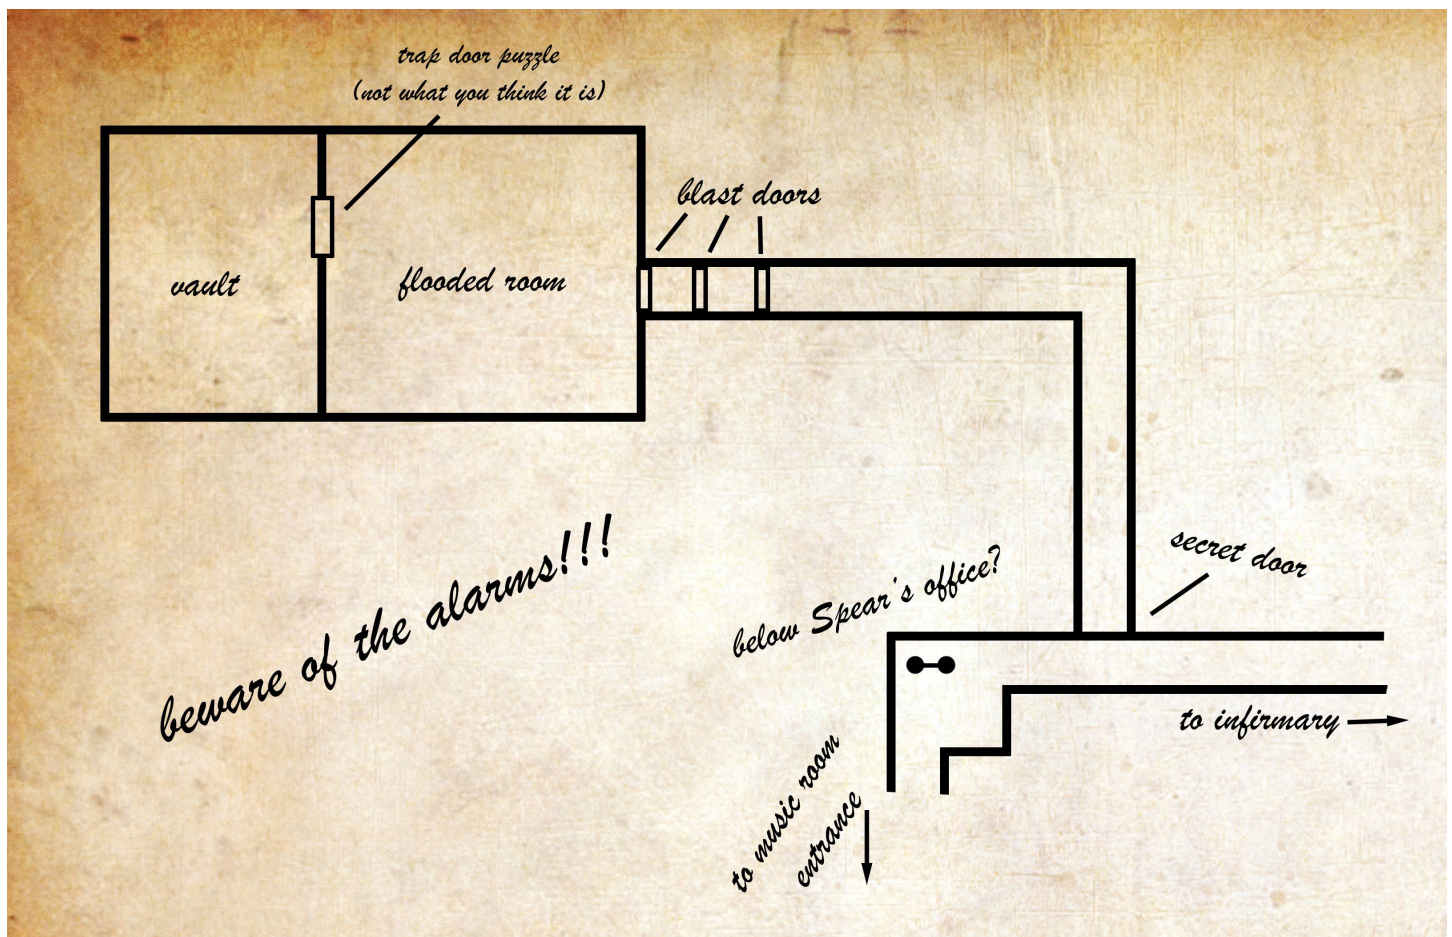 trap door puzzle
(not what you think it is)
blast doors
vault
flooded room
secret door
below Spear's office?
beware of the alarms!!!
to infirmary
to music room
entrance